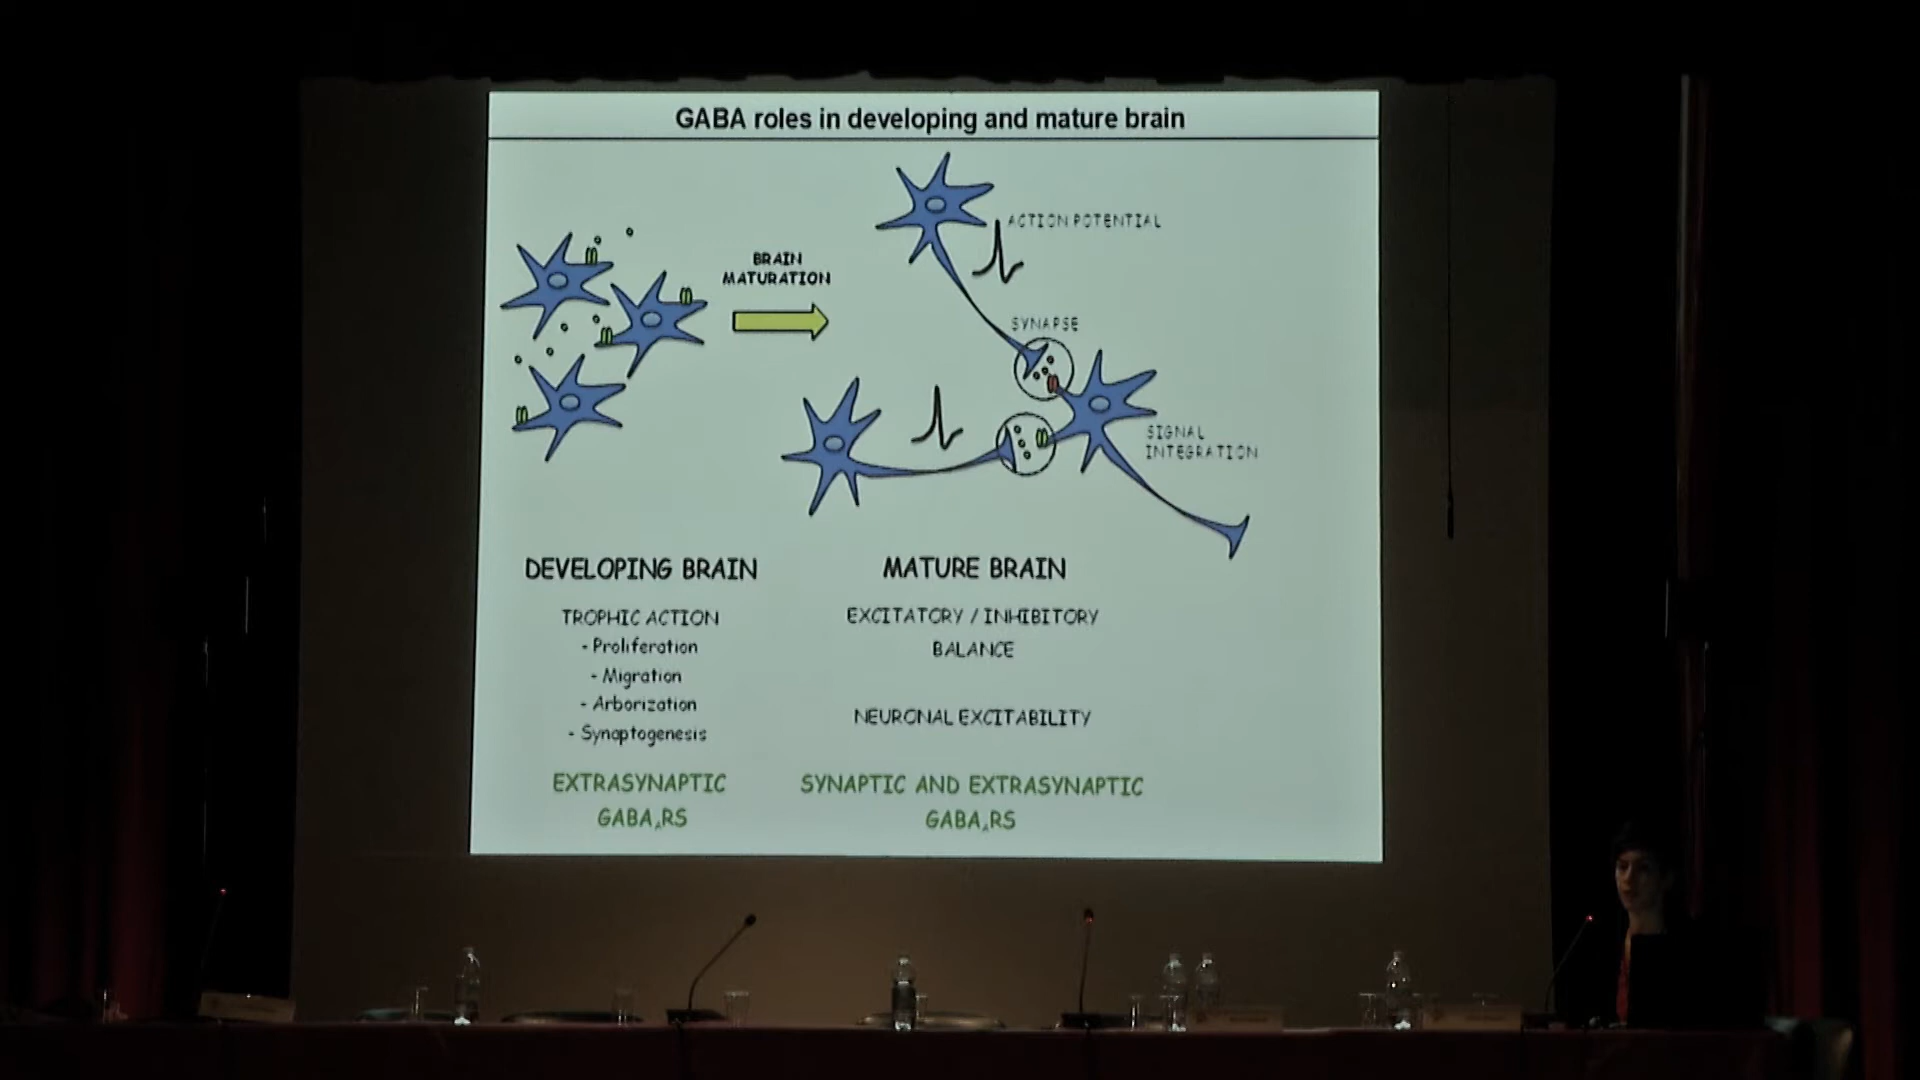 GABA roles in developing and mature brain
ACTION POTENTIAL
BRAIN
MATURATION
SYNAPSE
SIGNAL
INTEGRATION
DEVELOPING BRAIN
TROPHIC ACTION
- Proliferation
- Migration
- Arborization
- Synaptogenesis
EXTRASYNAPTIC
GABAARS
MATURE BRAIN
EXCITATORY / INHIBITORY
BALANCE
NEURONAL EXCITABILITY
SYNAPTIC AND EXTRASYNAPTIC
GABAARS